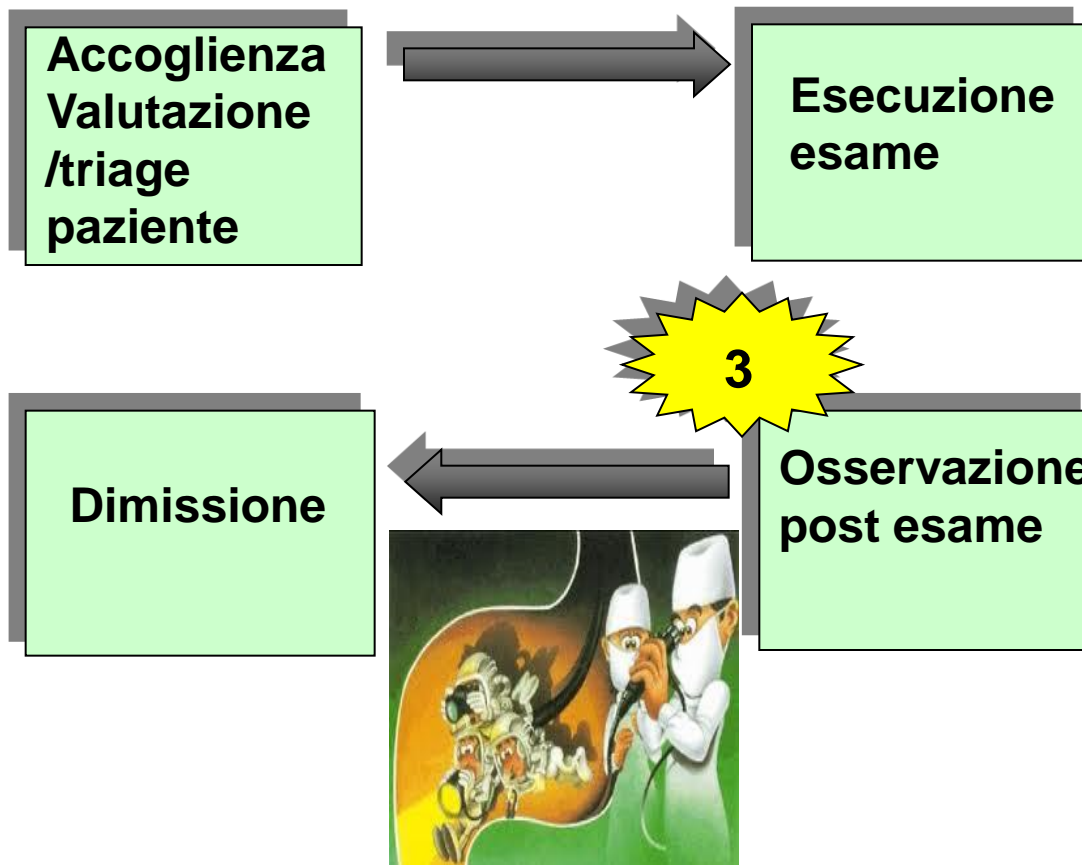 Accoglienza
Valutazione
/triage
paziente
Esecuzione
esame
3
Osservazione
post esame
Dimissione